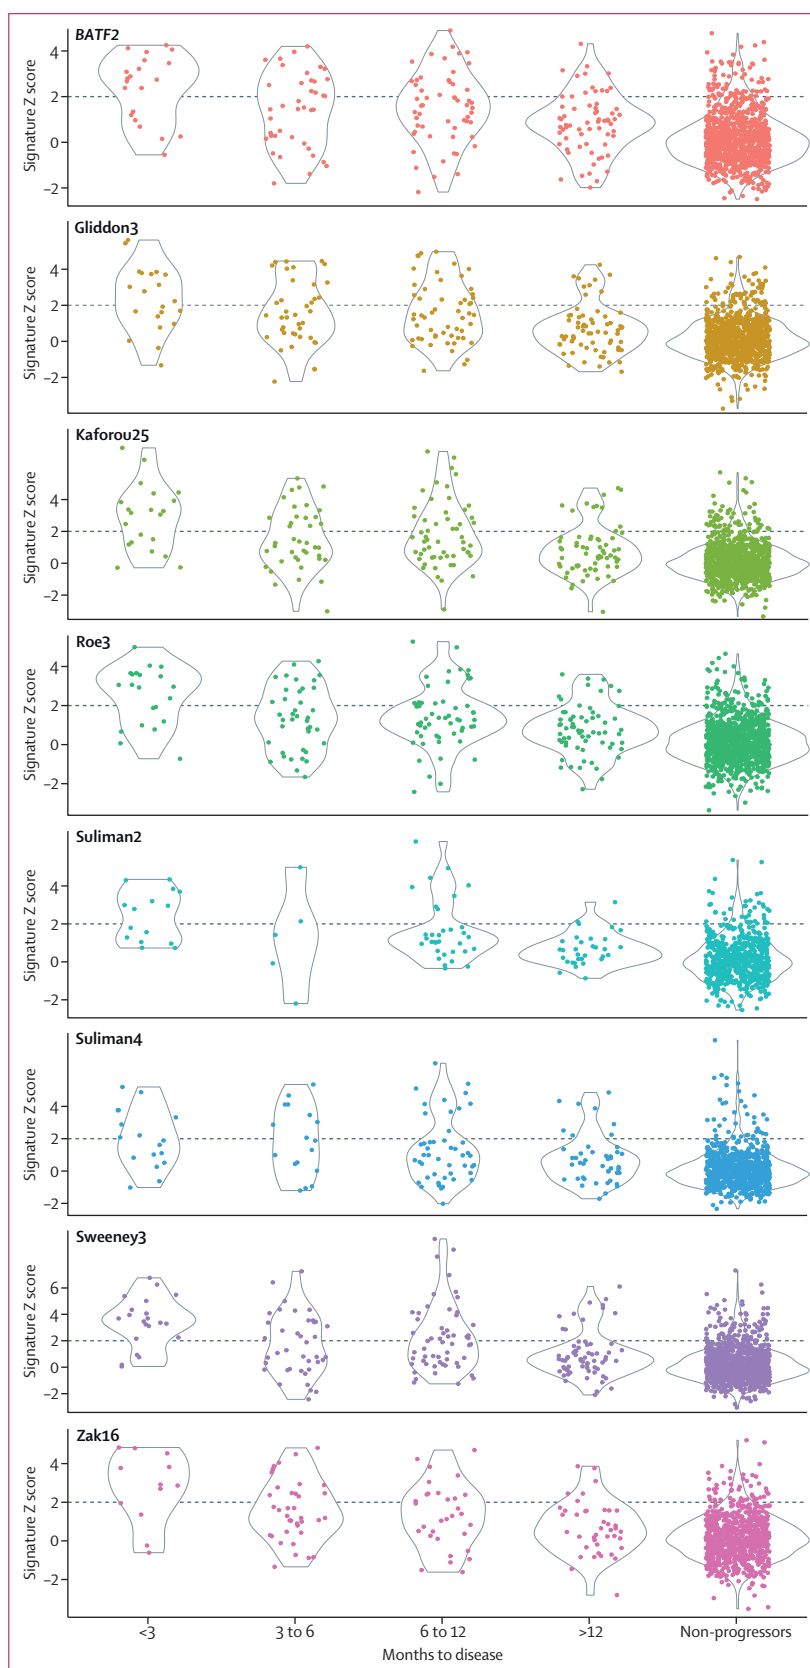 BATF2
Signature Z score
4
2
0
−2
Gliddon3
Signature Z score
4
2
0
−2
Kaforou25
Signature Z score
4
2
0
−2
Roe3
Signature Z score
4
2
0
−2
Suliman2
Signature Z score
4
2
0
−2
Suliman4
Signature Z score
4
2
0
−2
Sweeney3
Signature Z score
6
4
2
0
−2
Zak16
Signature Z score
4
2
0
−2
<3 3 to 6 6 to 12 >12 Non-progressors
Months to disease